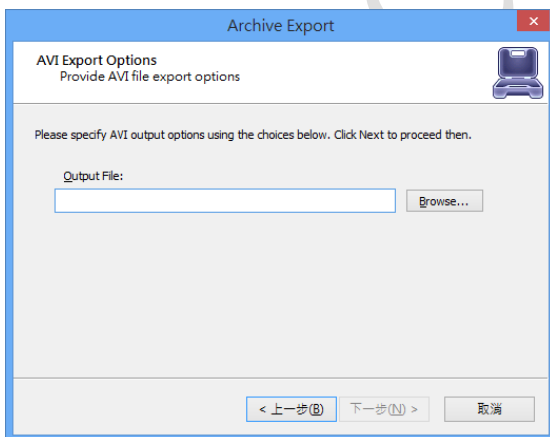 Archive Export
AVI Export Options
Provide AVI file export options
Please specify AVI output options using the choices below. Click Next to proceed then.
Output File:
Browse...
< 上一步(B)
下一步(N) >
取消